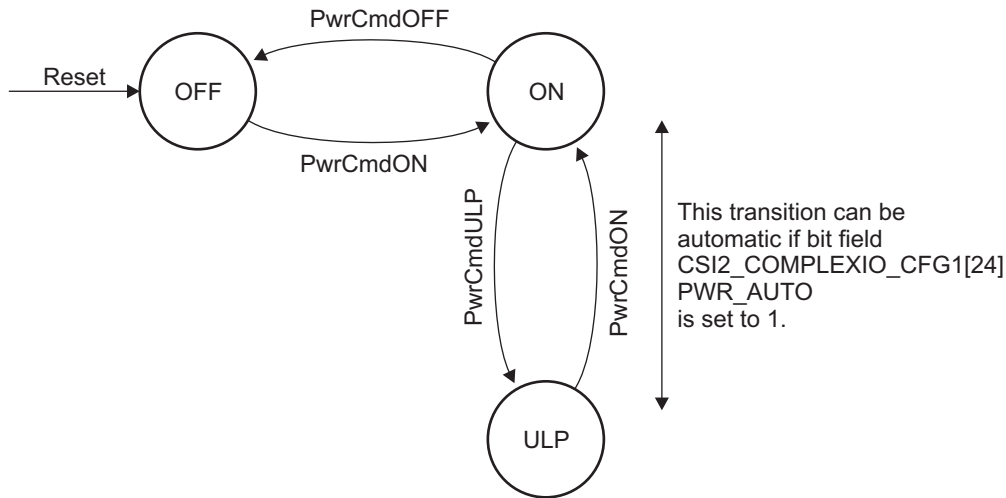 PwrCmdOFF
Reset
OFF
ON
PwrCmdON
PwrCmdULP
PwrCmdON
This transition can be
automatic if bit field
CSI2_COMPLEXIO_CFG1[24]
PWR_AUTO
is set to 1.
ULP